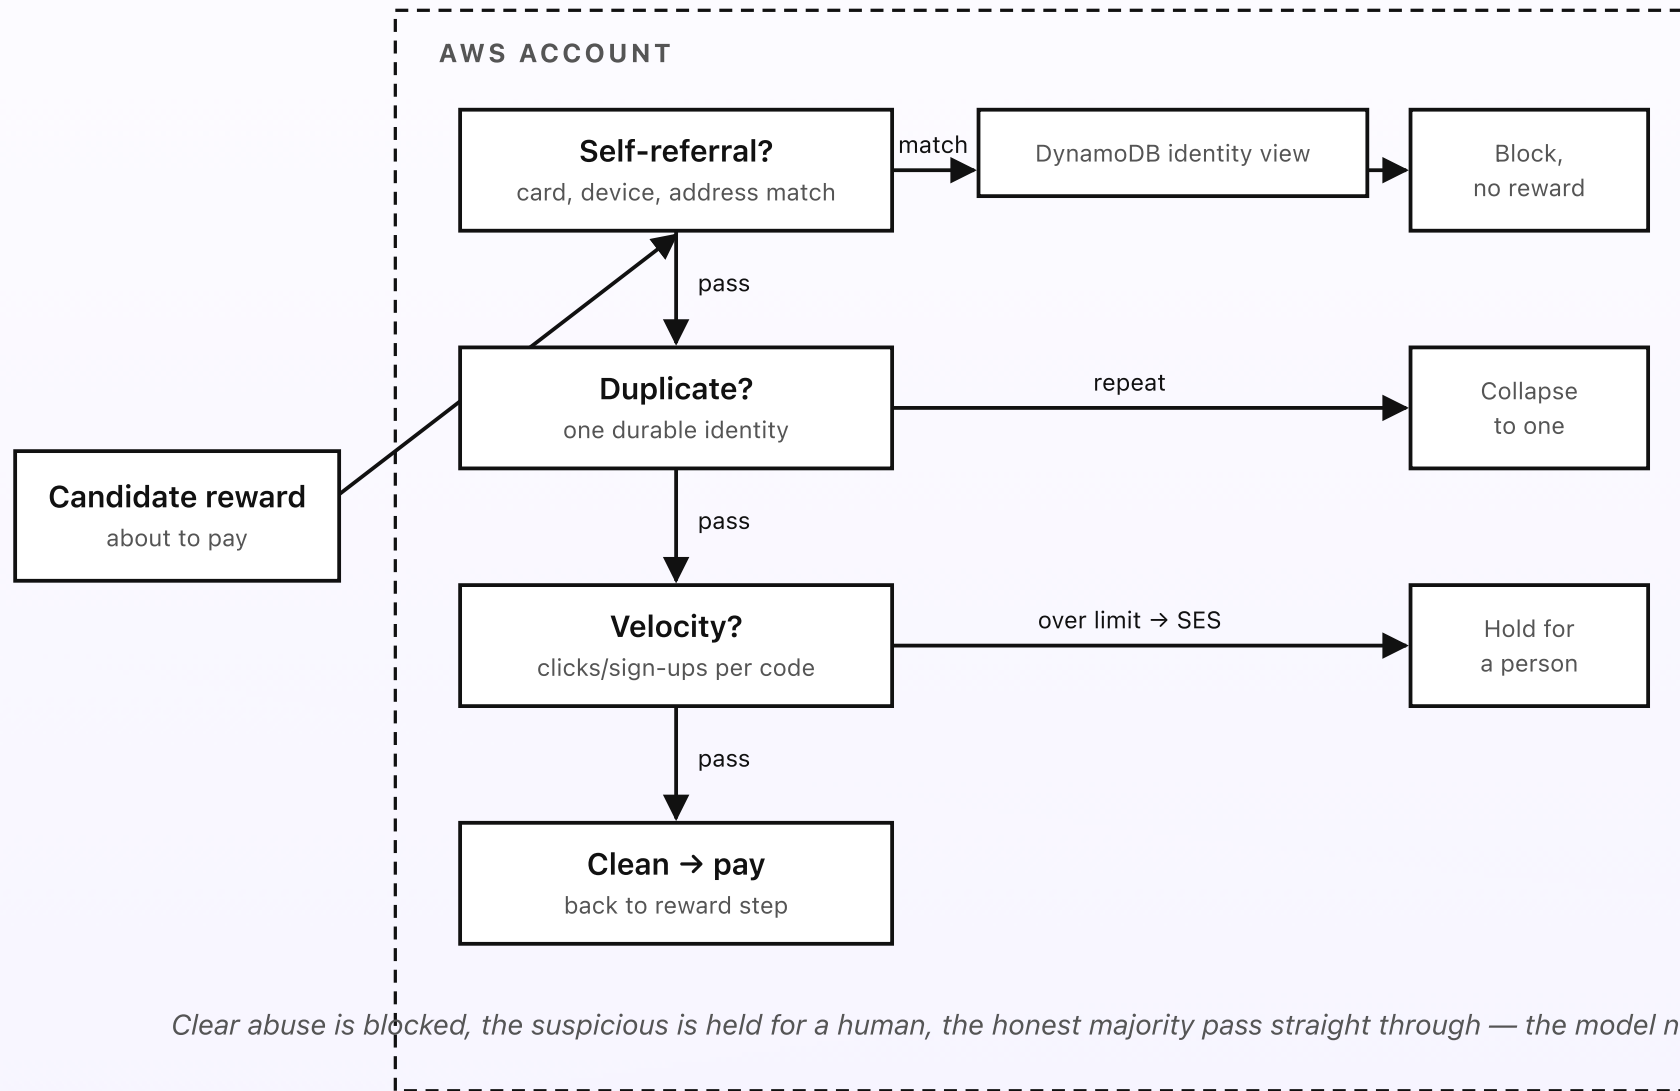 AWS ACCOUNT
Self-referral?
card, device, address match
match
DynamoDB identity view
Block,
no reward
pass
Duplicate?
one durable identity
repeat
Collapse
to one
Candidate reward
about to pay
pass
Velocity?
clicks/sign-ups per code
over limit → SES
Hold for
a person
pass
Clean → pay
back to reward step
Clear abuse is blocked, the suspicious is held for a human, the honest majority pass straight through — the model